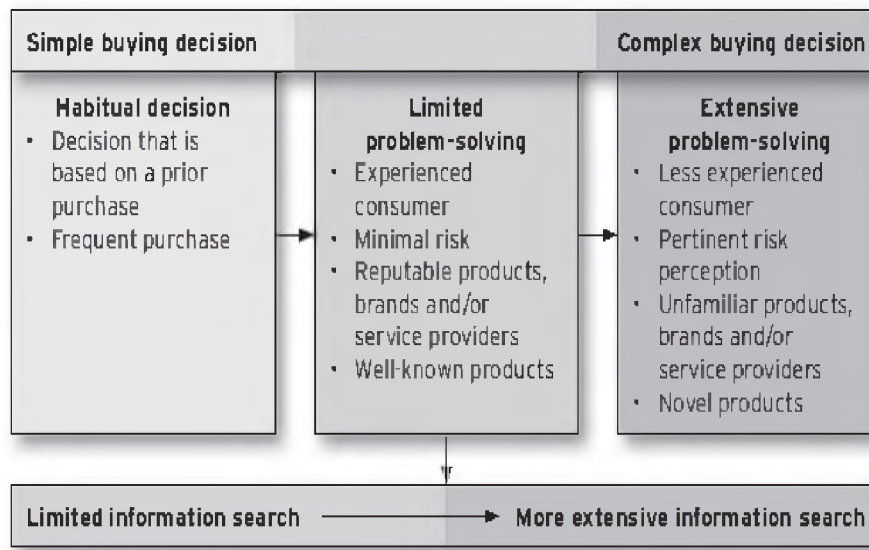 Simple buying decision
Complex buying decision
Habitual decision
• Decision that is
based on a prior
purchase
• Frequent purchase
Limited
problem-solving
• Experienced
consumer
• Minimal risk
• Reputable products,
brands and/or
service providers
• Well-known products
Extensive
problem-solving
• Less experienced
consumer
• Pertinent risk
perception
• Unfamiliar products,
brands and/or
service providers
• Novel products
Limited information search
More extensive information search